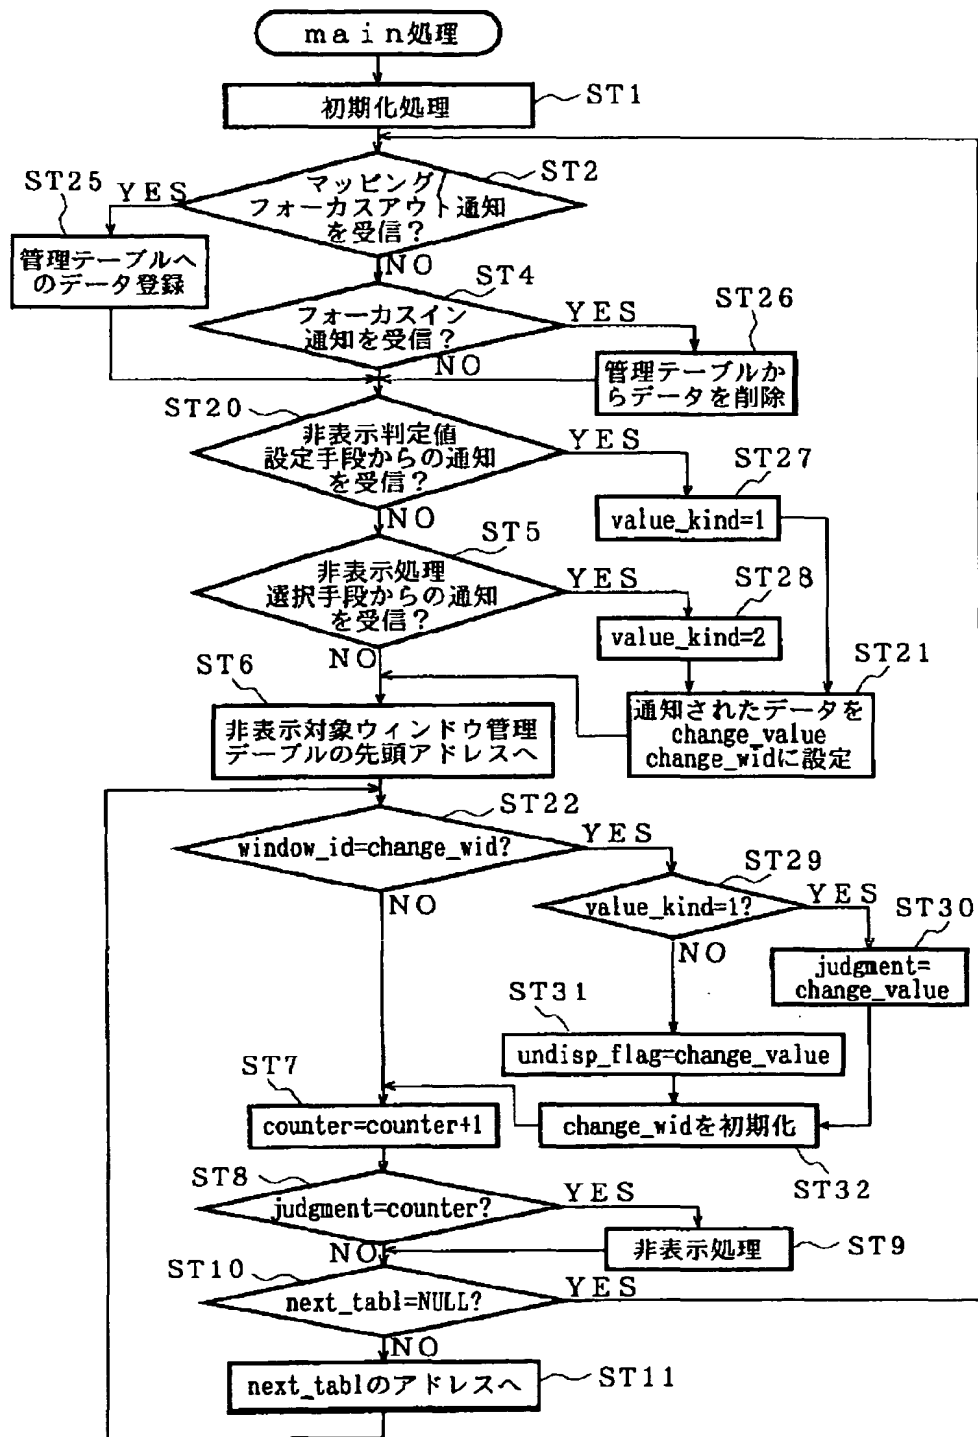 main処理
初期化処理
ST1
マッピング/
フォーカスアウト通知
を受信?
ST2
YES
ST25
管理テーブルへ
のデータ登録
NO
ST4
フォーカスイン
通知を受信?
YES
ST26
管理テーブルか
らデータを削除
NO
ST20
非表示判定値
設定手段からの通知
を受信?
YES
ST27
value_kind=1
NO
ST5
非表示処理
選択手段からの通知
を受信?
YES
ST28
value_kind=2
NO
ST21
通知されたデータを
change_value
change_widに設定
ST6
非表示対象ウィンドウ管理
デーブルの先頭アドレスへ
ST22
window_id=change_wid?
YES
NO
ST29
value_kind=1?
YES
NO
ST30
judgment=
change_value
ST31
undisp_flag=change_value
change_widを初期化
ST32
ST7
counter=counter+1
ST8
judgment=counter?
YES
非表示処理
ST9
NO
ST10
next_tabl=NULL?
YES
NO
next_tablのアドレスへ
ST11